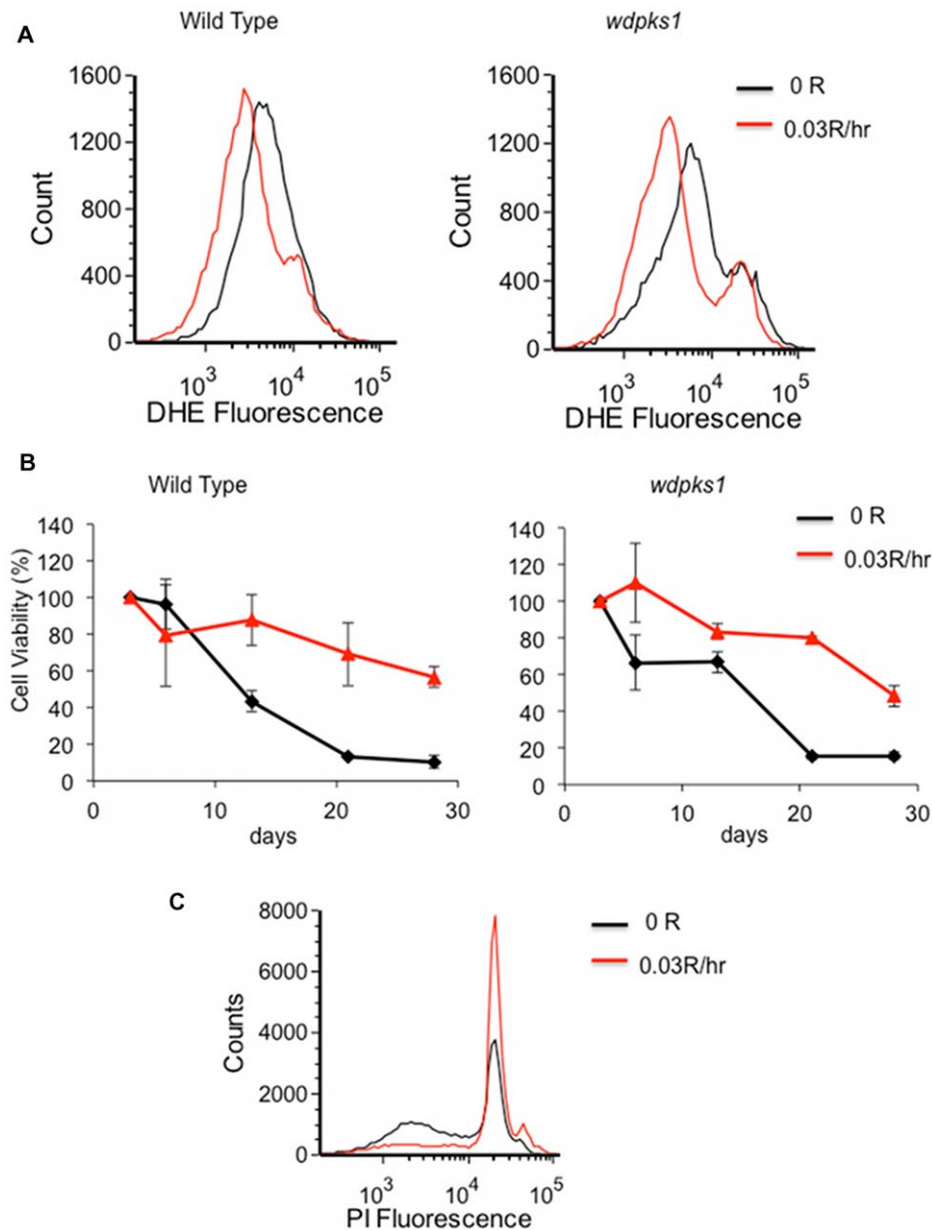 A
Wild Type
wdpks1
1600
1200
800
400
0
Count
10³ 10⁴ 10⁵
DHE Fluorescence
1600
1200
800
400
0
Count
10³ 10⁴ 10⁵
DHE Fluorescence
0 R
0.03R/hr
B
Wild Type
wdpks1
140
120
100
80
60
40
20
0
Cell Viability (%)
0 10 20 30
days
140
120
100
80
60
40
20
0
0 10 20 30
days
0 R
0.03R/hr
C
8000
6000
4000
2000
0
Counts
10³ 10⁴ 10⁵
PI Fluorescence
0 R
0.03R/hr